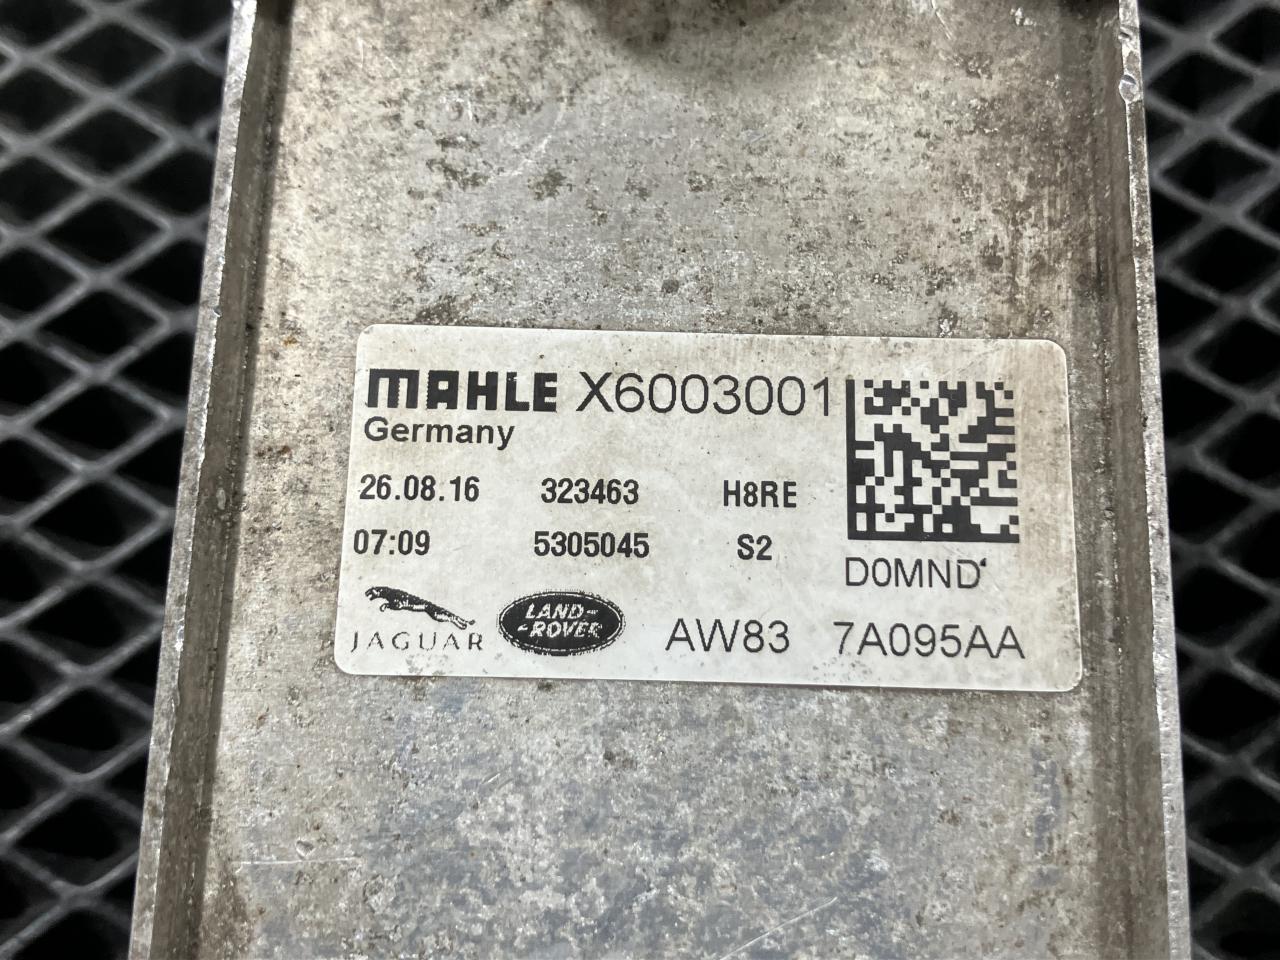 MAHLE X6003001
Germany
26.08.16 323463 H8RE
07:09 5305045 S2
D0MND
JAGUAR LAND-ROVER AW83 7A095AA